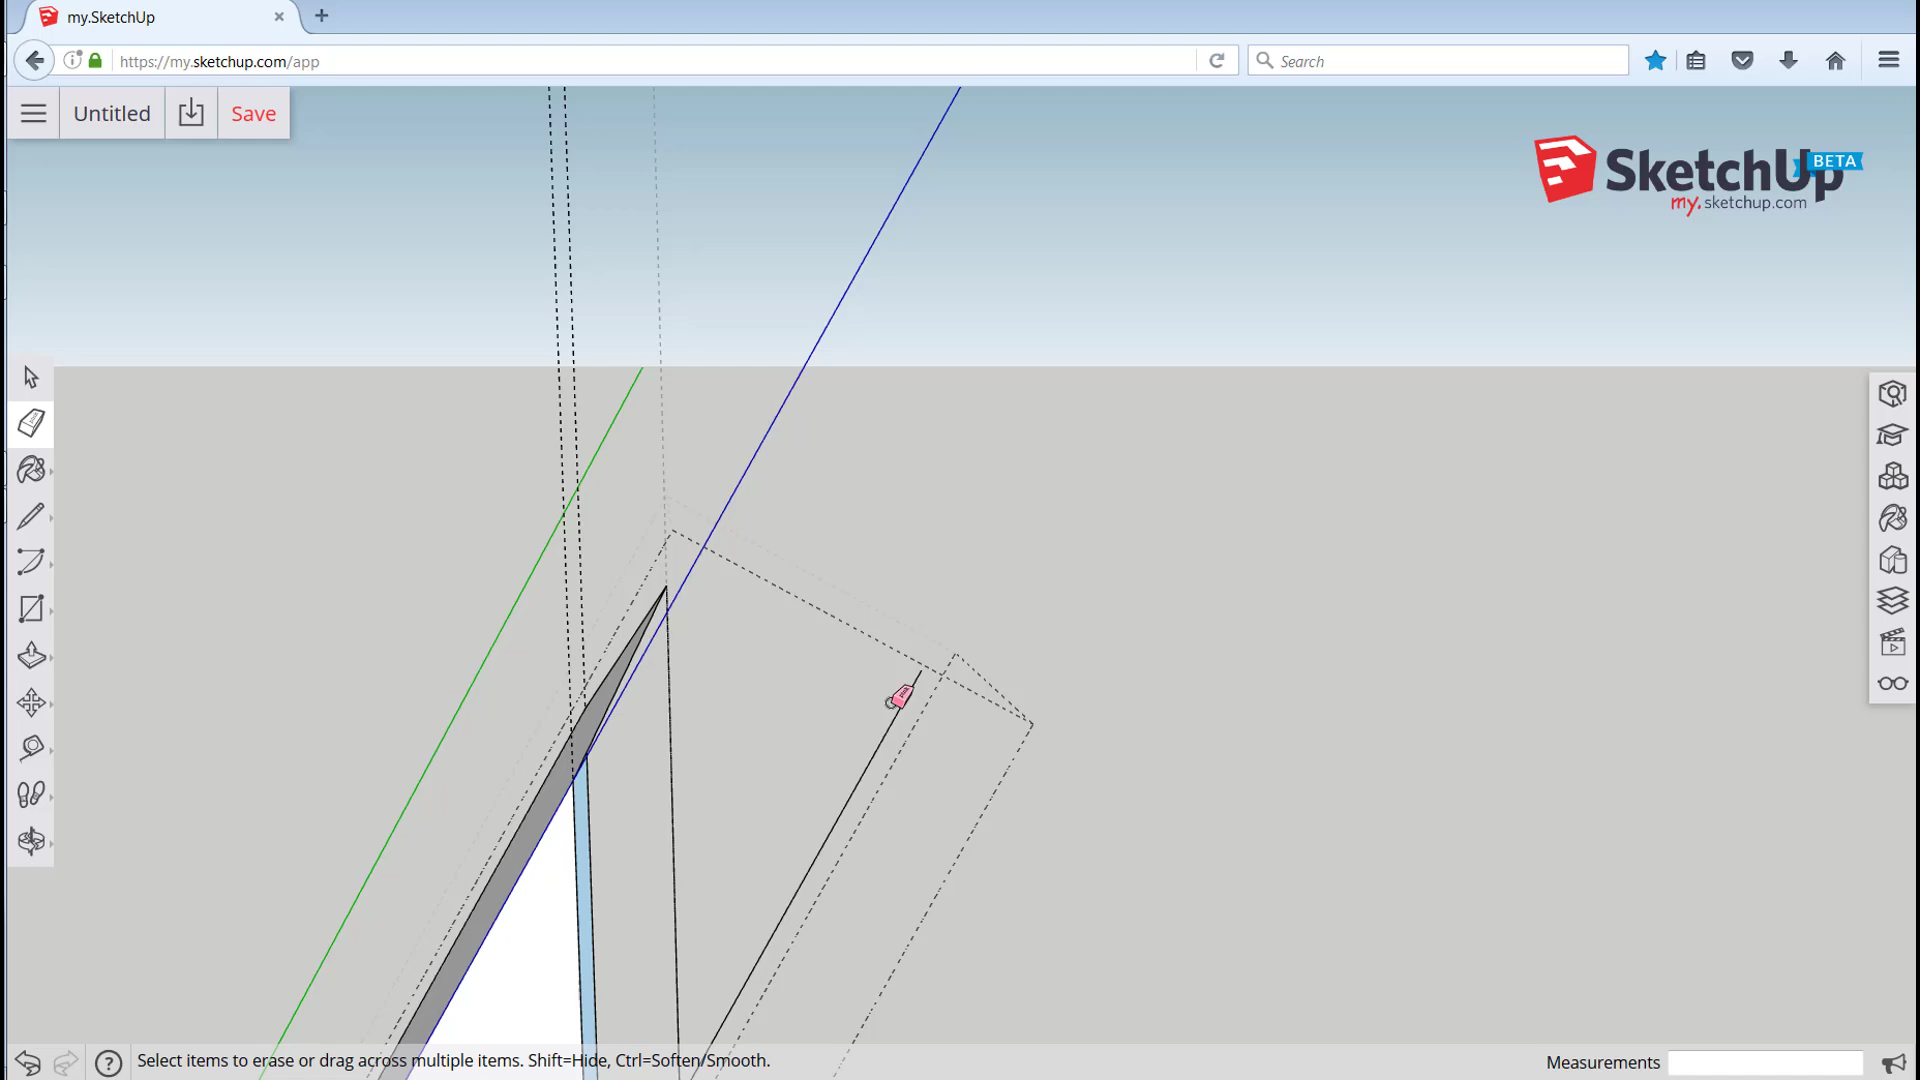 my.SketchUp
https://my.sketchup.com/app
Search
Untitled
Save
SketchUp
BETA
my.sketchup.com
Select items to erase or drag across multiple items. Shift=Hide, Ctrl=Soften/Smooth.
Measurements